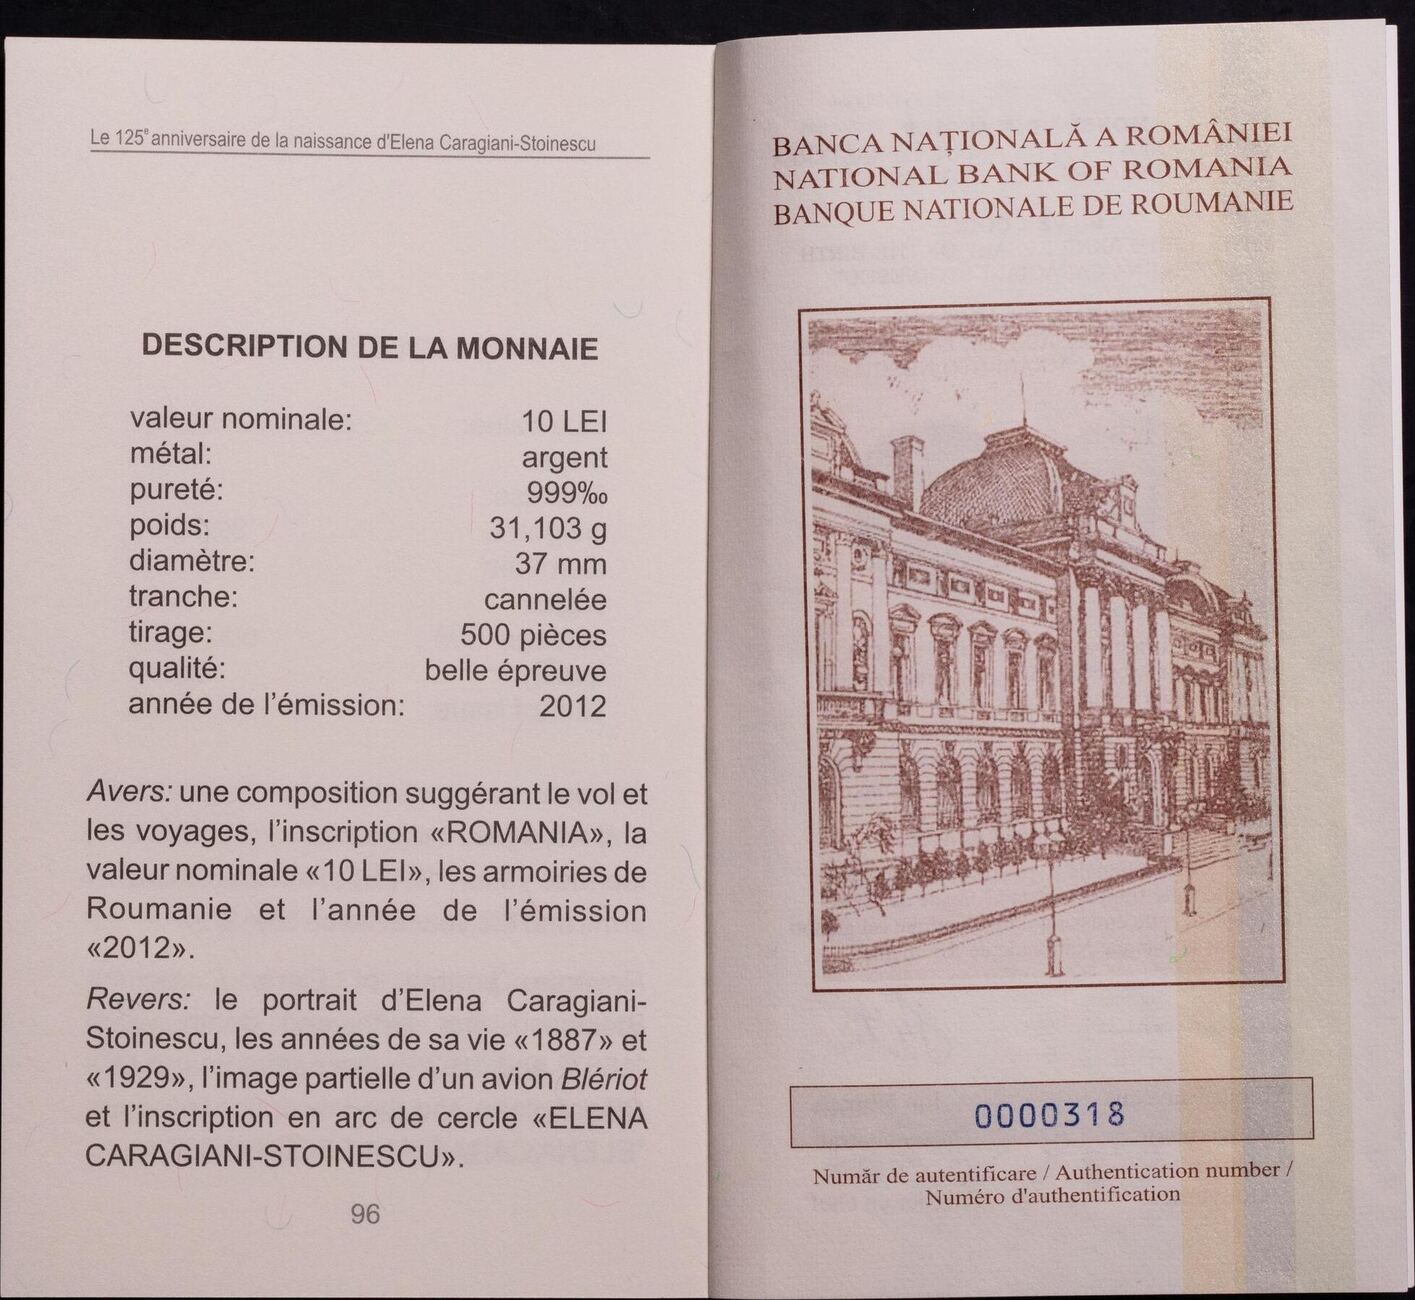 Le 125e anniversaire de la naissance d'Elena Caragiani-Stoinescu
DESCRIPTION DE LA MONNAIE
valeur nominale: 10 LEI
métal: argent
pureté: 999‰
poids: 31,103 g
diamètre: 37 mm
tranche: cannelée
tirage: 500 pièces
qualité: belle épreuve
année de l'émission: 2012
Avers: une composition suggérant le vol et
les voyages, l'inscription «ROMANIA», la
valeur nominale «10 LEI», les armoiries de
Roumanie et l'année de l'émission
«2012».
Revers: le portrait d'Elena Caragiani-
Stoinescu, les années de sa vie «1887» et
«1929», l'image partielle d'un avion Blériot
et l'inscription en arc de cercle «ELENA
CARAGIANI-STOINESCU».
96
BANCA NAȚIONALĂ A ROMÂNIEI
NATIONAL BANK OF ROMANIA
BANQUE NATIONALE DE ROUMANIE
0000318
Număr de autentificare / Authentication number /
Numéro d'authentification